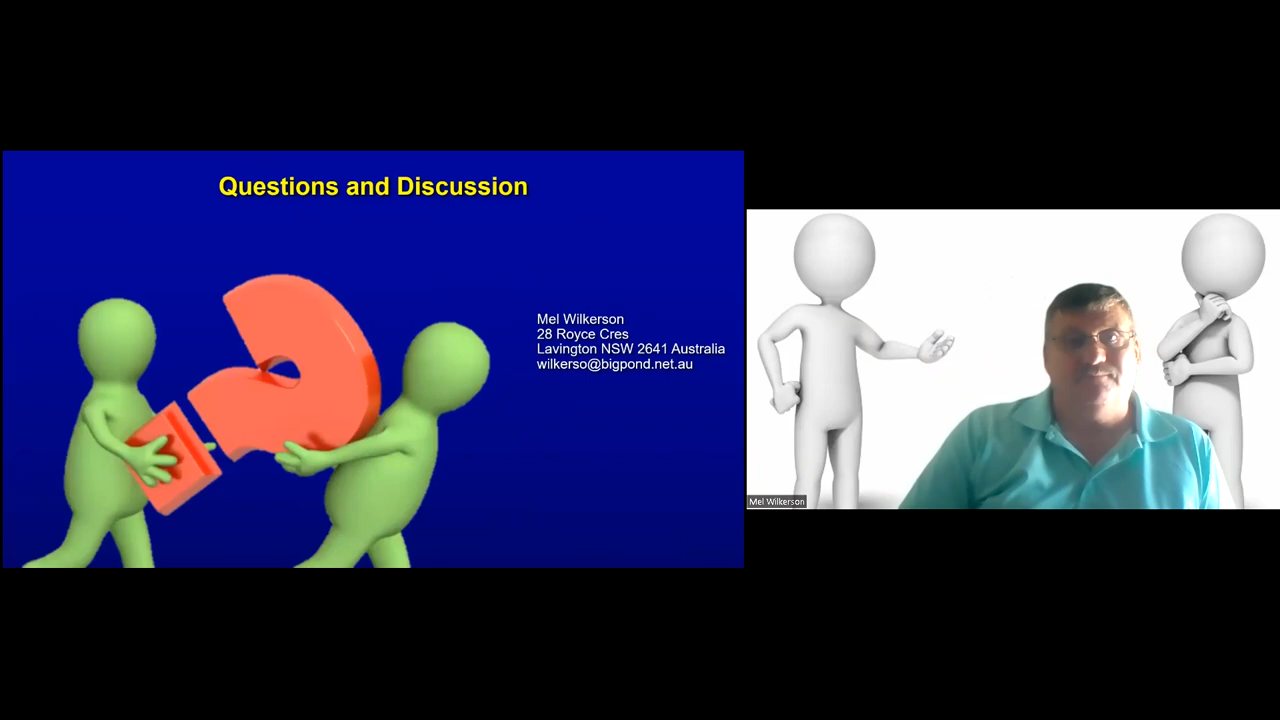 Questions and Discussion
Mel Wilkerson
28 Royce Cres
Lavington NSW 2641 Australia
wilkerso@bigpond.net.au
Mel Wilkerson